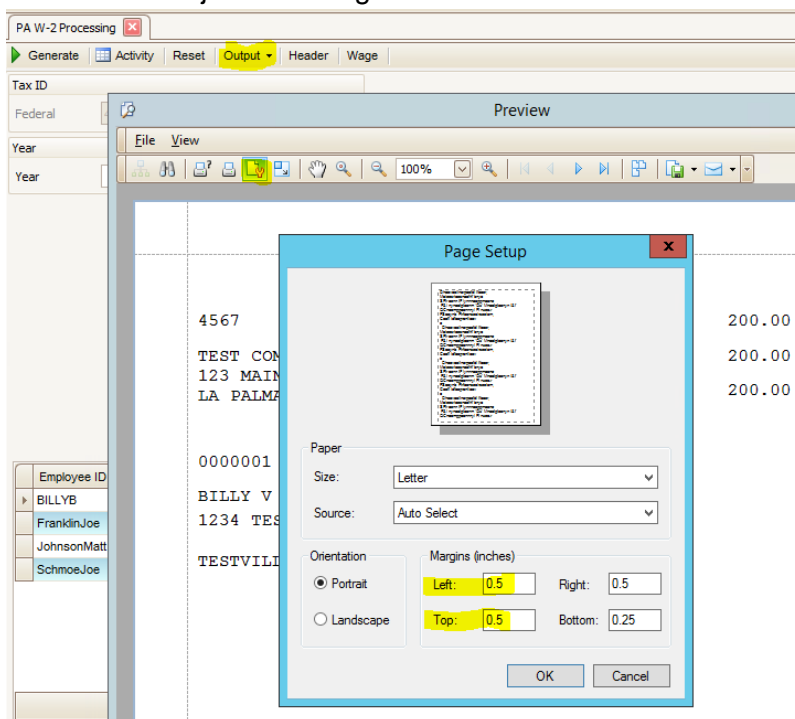 PA W-2 Processing
Generate Activity Reset Output Header Wage
Tax ID
Federal
Year
Year
Preview
File View
100%
4567 200.00
TEST COM 200.00
123 MAIN
LA PALMA 200.00
0000001
BILLY V
1234 TES
TESTVILL
Employee ID
BILLYB
FranklinJoe
JohnsonMatt
SchmoeJoe
Page Setup
Paper
Size: Letter
Source: Auto Select
Orientation
Portrait
Landscape
Margins (inches)
Left: 0.5 Right: 0.5
Top: 0.5 Bottom: 0.25
OK Cancel